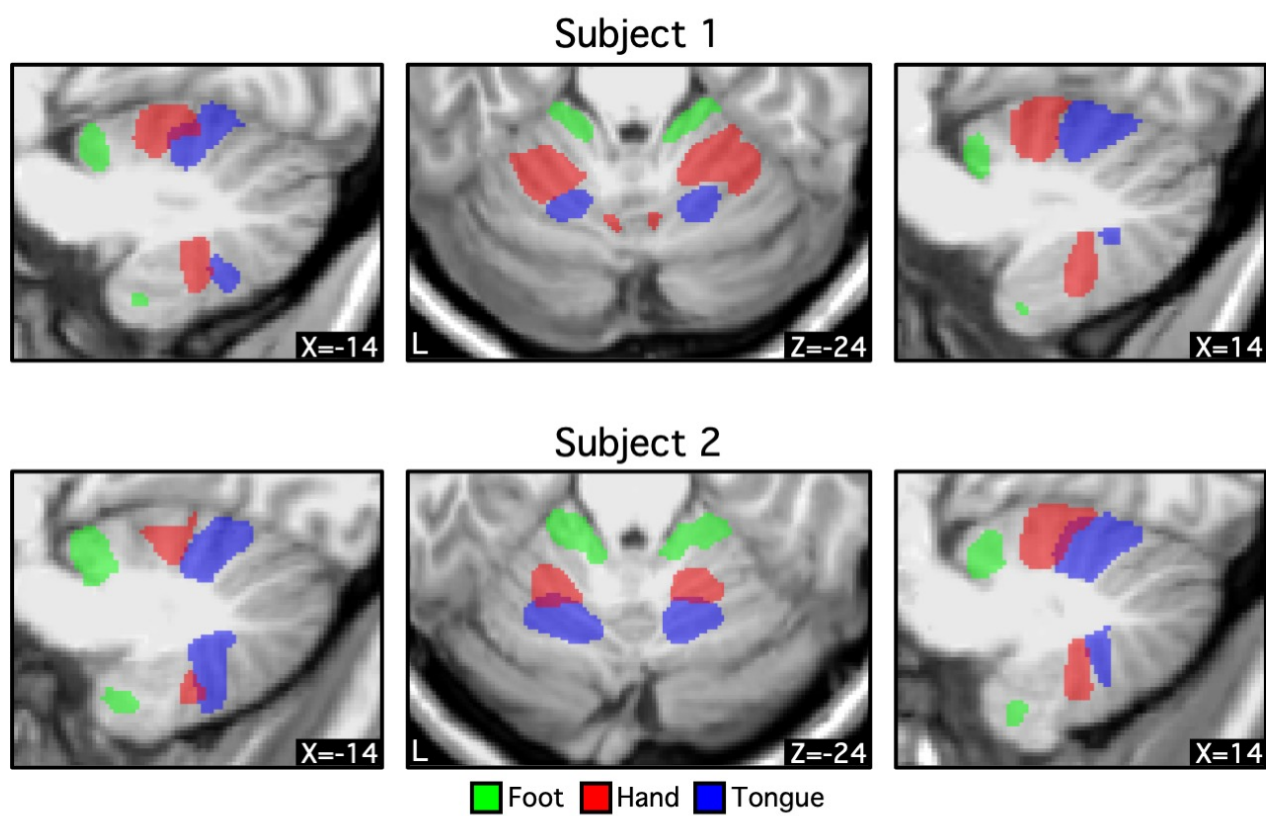 Subject 1
X=-14
L
Z=-24
X=14
Subject 2
X=-14
L
Z=-24
X=14
Foot
Hand
Tongue